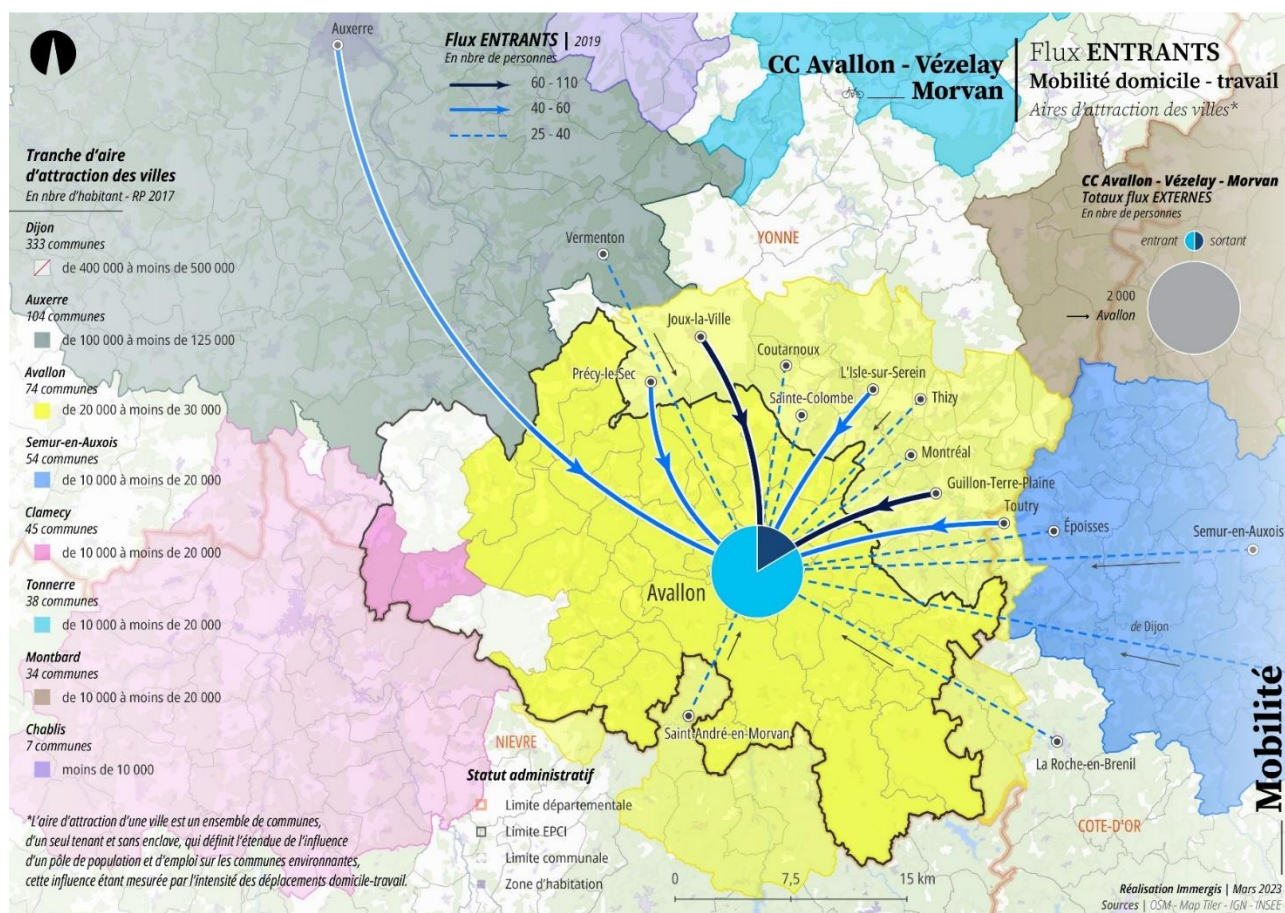 Auxerre
Flux ENTRANTS | 2019
En nbre de personnes
60 - 110
40 - 60
25 - 40
CC Avallon - Vézelay
Morvan
Flux ENTRANTS
Mobilité domicile - travail
Aires d'attraction des villes*
Tranche d'aire
d'attraction des villes
En nbre d'habitant - RP 2017
Dijon
333 communes
de 400 000 à moins de 500 000
Auxerre
104 communes
de 100 000 à moins de 125 000
Avallon
74 communes
de 20 000 à moins de 30 000
Semur-en-Auxois
54 communes
de 10 000 à moins de 20 000
Clamecy
45 communes
de 10 000 à moins de 20 000
Tonnerre
38 communes
de 10 000 à moins de 20 000
Montbard
34 communes
de 10 000 à moins de 20 000
Chablis
7 communes
moins de 10 000
CC Avallon - Vézelay - Morvan
Totaux flux EXTERNES
En nbre de personnes
entrant
sortant
2 000
Avallon
Vermenton
YONNE
Joux-la-Ville
Coutarnoux
Précy-le-Sec
L'Isle-sur-Serein
Sainte-Colombe
Thizy
Montréal
Guillon-Terre-Plaine
Toutry
Époisses
Semur-en-Auxois
Avallon
de Dijon
Saint-André-en-Morvan
NIEVRE
La Roche-en-Brenil
COTE-D'OR
Mobilité
Statut administratif
Limite départementale
Limite EPCI
Limite communale
Zone d'habitation
*L'aire d'attraction d'une ville est un ensemble de communes,
d'un seul tenant et sans enclave, qui définit l'étendue de l'influence
d'un pôle de population et d'emploi sur les communes environnantes,
cette influence étant mesurée par l'intensité des déplacements domicile-travail.
0
7,5
15 km
Réalisation Immergis | Mars 2023
Sources | OSM - Map Tiler - IGN - INSEE